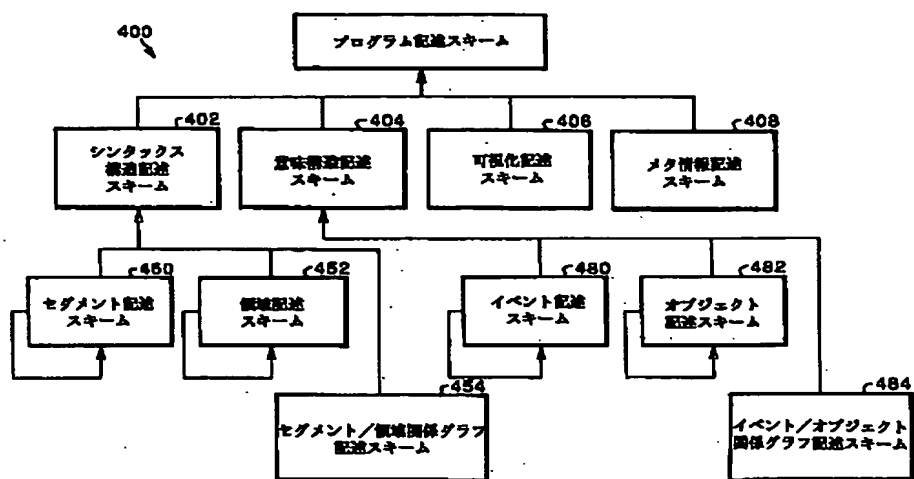 400
プログラム記述スキーム
402
404
406
408
シンタックス
構造記述
スキーム
意味構造記述
スキーム
可視化記述
スキーム
メタ情報記述
スキーム
450
452
480
482
セグメント記述
スキーム
領域記述
スキーム
イベント記述
スキーム
オブジェクト
記述スキーム
454
484
セグメント／領域関係グラフ
記述スキーム
イベント／オブジェクト
関係グラフ記述スキーム